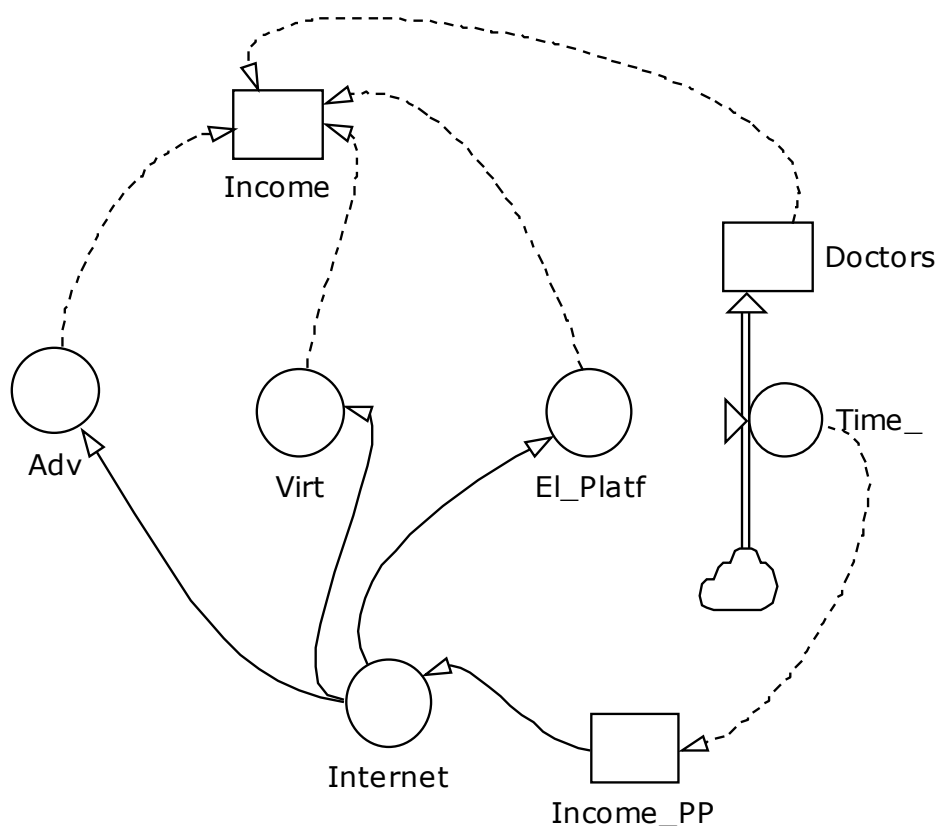 Income
Doctors
Time_
Adv
Virt
El_Platf
Internet
Income_PP